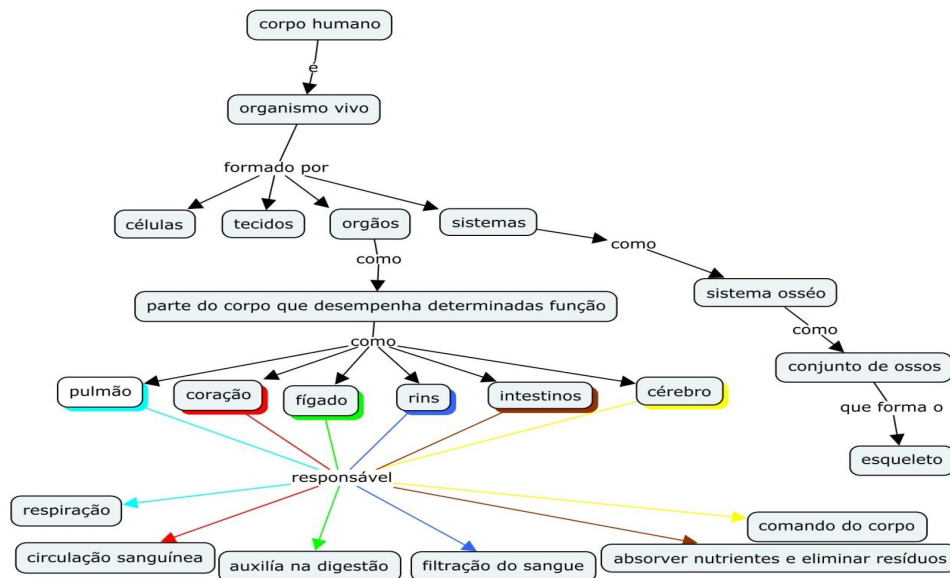 corpo humano
é
organismo vivo
formado por
células
tecidos
orgãos
sistemas
como
como
parte do corpo que desempenha determinadas função
sistema osséo
como
como
pulmão
coração
fígado
rins
intestinos
cérebro
conjunto de ossos
que forma o
esqueleto
responsável
respiração
circulação sanguínea
auxilía na digestão
filtração do sangue
absorver nutrientes e eliminar resíduos
comando do corpo